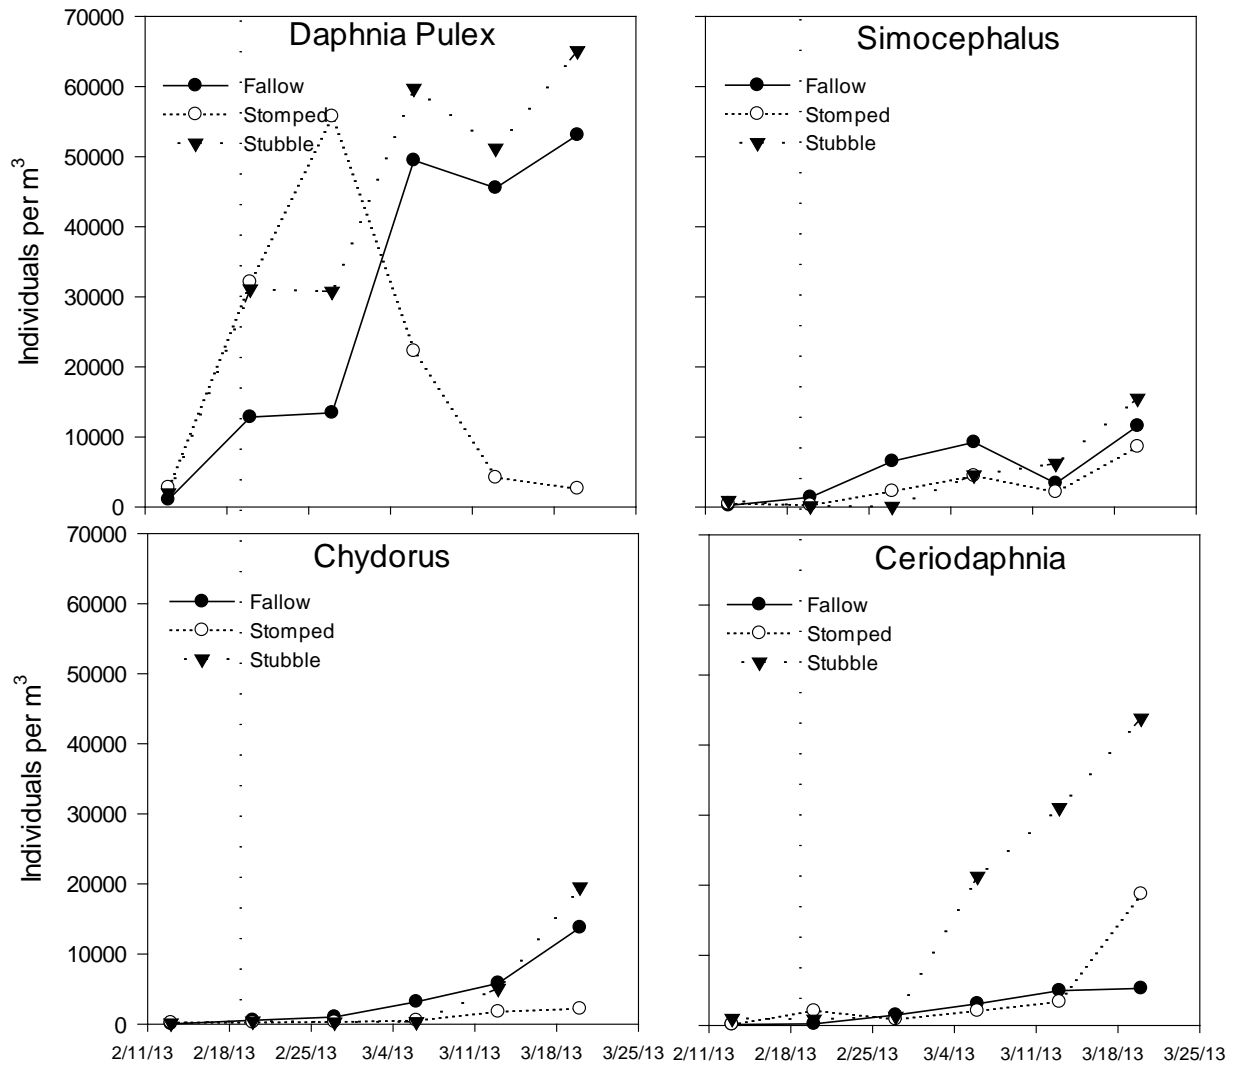 Daphnia Pulex
70000
60000
50000
40000
30000
20000
10000
0
Individuals per m³
Fallow
Stomped
Stubble
Simocephalus
Fallow
Stomped
Stubble
Chydorus
70000
60000
50000
40000
30000
20000
10000
0
Individuals per m³
Fallow
Stomped
Stubble
2/11/13 2/18/13 2/25/13 3/4/13 3/11/13 3/18/13 3/25/13
Ceriodaphnia
Fallow
Stomped
Stubble
2/11/13 2/18/13 2/25/13 3/4/13 3/11/13 3/18/13 3/25/13